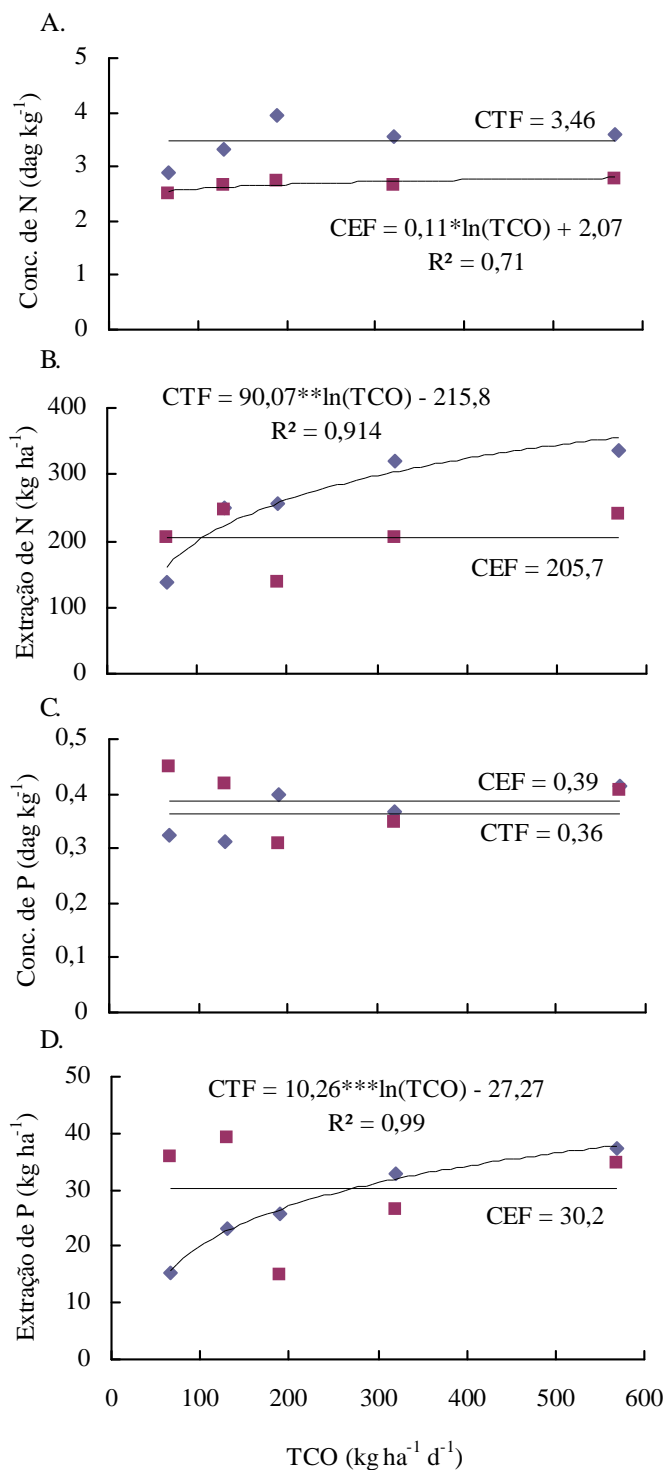 A.
5
4
3
2
1
0
Conc. de N (dag kg⁻¹)
CTF = 3,46
CEF = 0,11*ln(TCO) + 2,07
R² = 0,71
B.
400
300
200
100
0
Extração de N (kg ha⁻¹)
CTF = 90,07**ln(TCO) - 215,8
R² = 0,914
CEF = 205,7
C.
0,5
0,4
0,3
0,2
0,1
0
Conc. de P (dag kg⁻¹)
CEF = 0,39
CTF = 0,36
D.
50
40
30
20
10
0
Extração de P (kg ha⁻¹)
CTF = 10,26***ln(TCO) - 27,27
R² = 0,99
CEF = 30,2
0 100 200 300 400 500 600
TCO (kg ha⁻¹ d⁻¹)